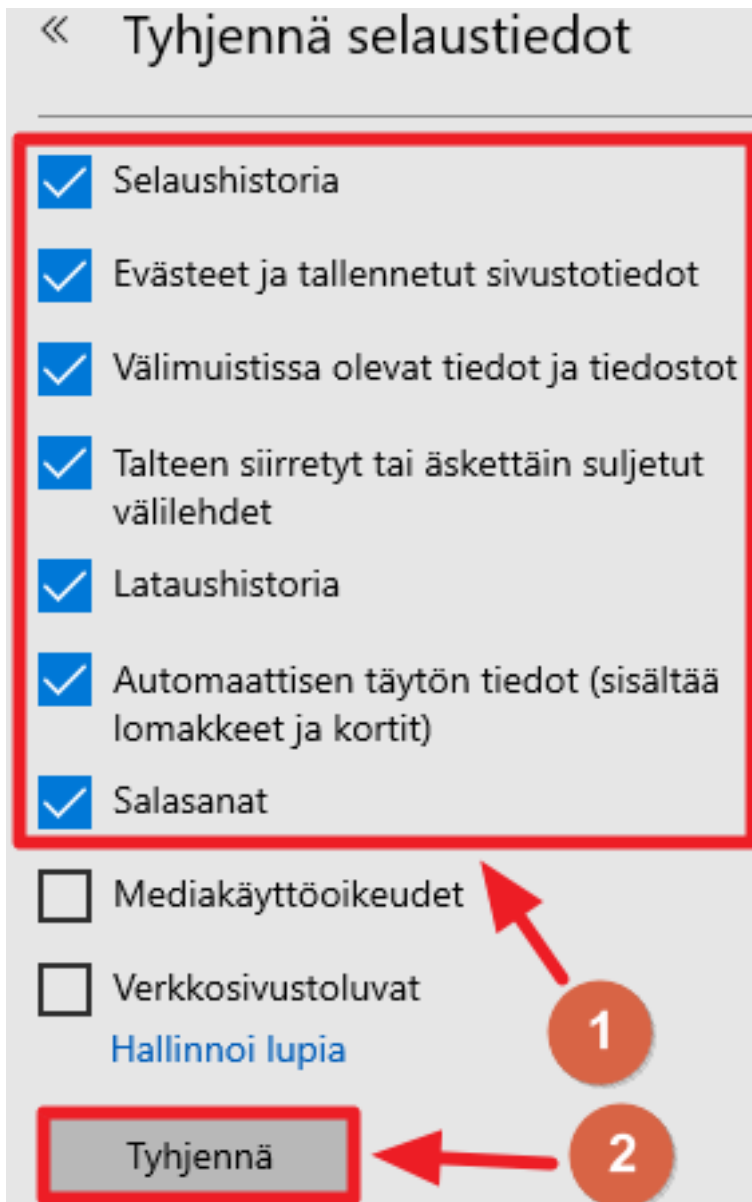 « Tyhjennä selaustiedot
Selaushistoria
Evästeet ja tallennetut sivustotiedot
Välimuistissa olevat tiedot ja tiedostot
Talteen siirretyt tai äskettäin suljetut
välilehdet
Lataushistoria
Automaattisen täytön tiedot (sisältää
lomakkeet ja kortit)
Salasanat
Mediakäyttöoikeudet
Verkkosivustoluvat
1
Hallinnoi lupia
Tyhjennä
2